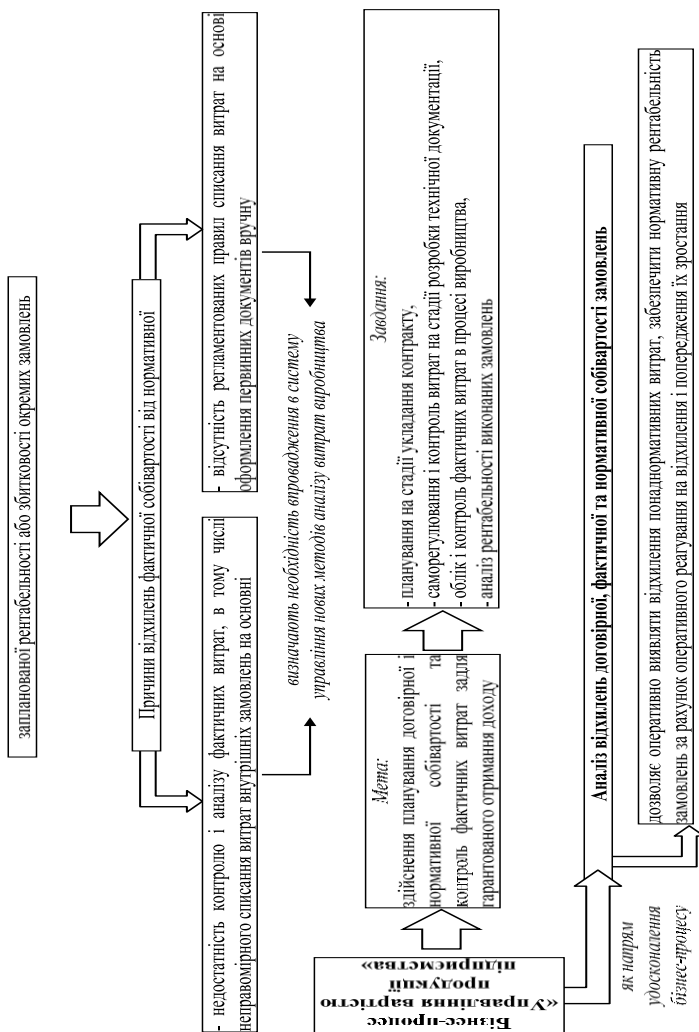 запланованої рентабельності або збитковості окремих замовлень
Причини відхилень фактичної собівартості від нормативної
- недостатність контролю і аналізу фактичних витрат, в тому числі
неправомірного списання витрат внутрішніх замовлень на основні
- відсутність регламентованих правил списання витрат на основі
оформлення первинних документів вручну
визначають необхідність впровадження в систему
управління нових методів аналізу витрат виробництва
Бізнес-процес
«Управління вартістю
продукції
підприємства»
Мета:
здійснення планування договірної і
нормативної собівартості та
контроль фактичних витрат задля
гарантованого отримання доходу
Завдання:
- планування на стадії укладання контракту,
- саморегулювання і контроль витрат на стадії розробки технічної документації,
- облік і контроль фактичних витрат в процесі виробництва,
- аналіз рентабельності виконаних замовлень
Аналіз відхилень договірної, фактичної та нормативної собівартості замовлень
як напрям
удосконалення
бізнес-процесу
дозволяє оперативно виявляти відхилення понаднормативних витрат, забезпечити нормативну рентабельність
замовлень за рахунок оперативного реагування на відхилення і попередження їх зростання